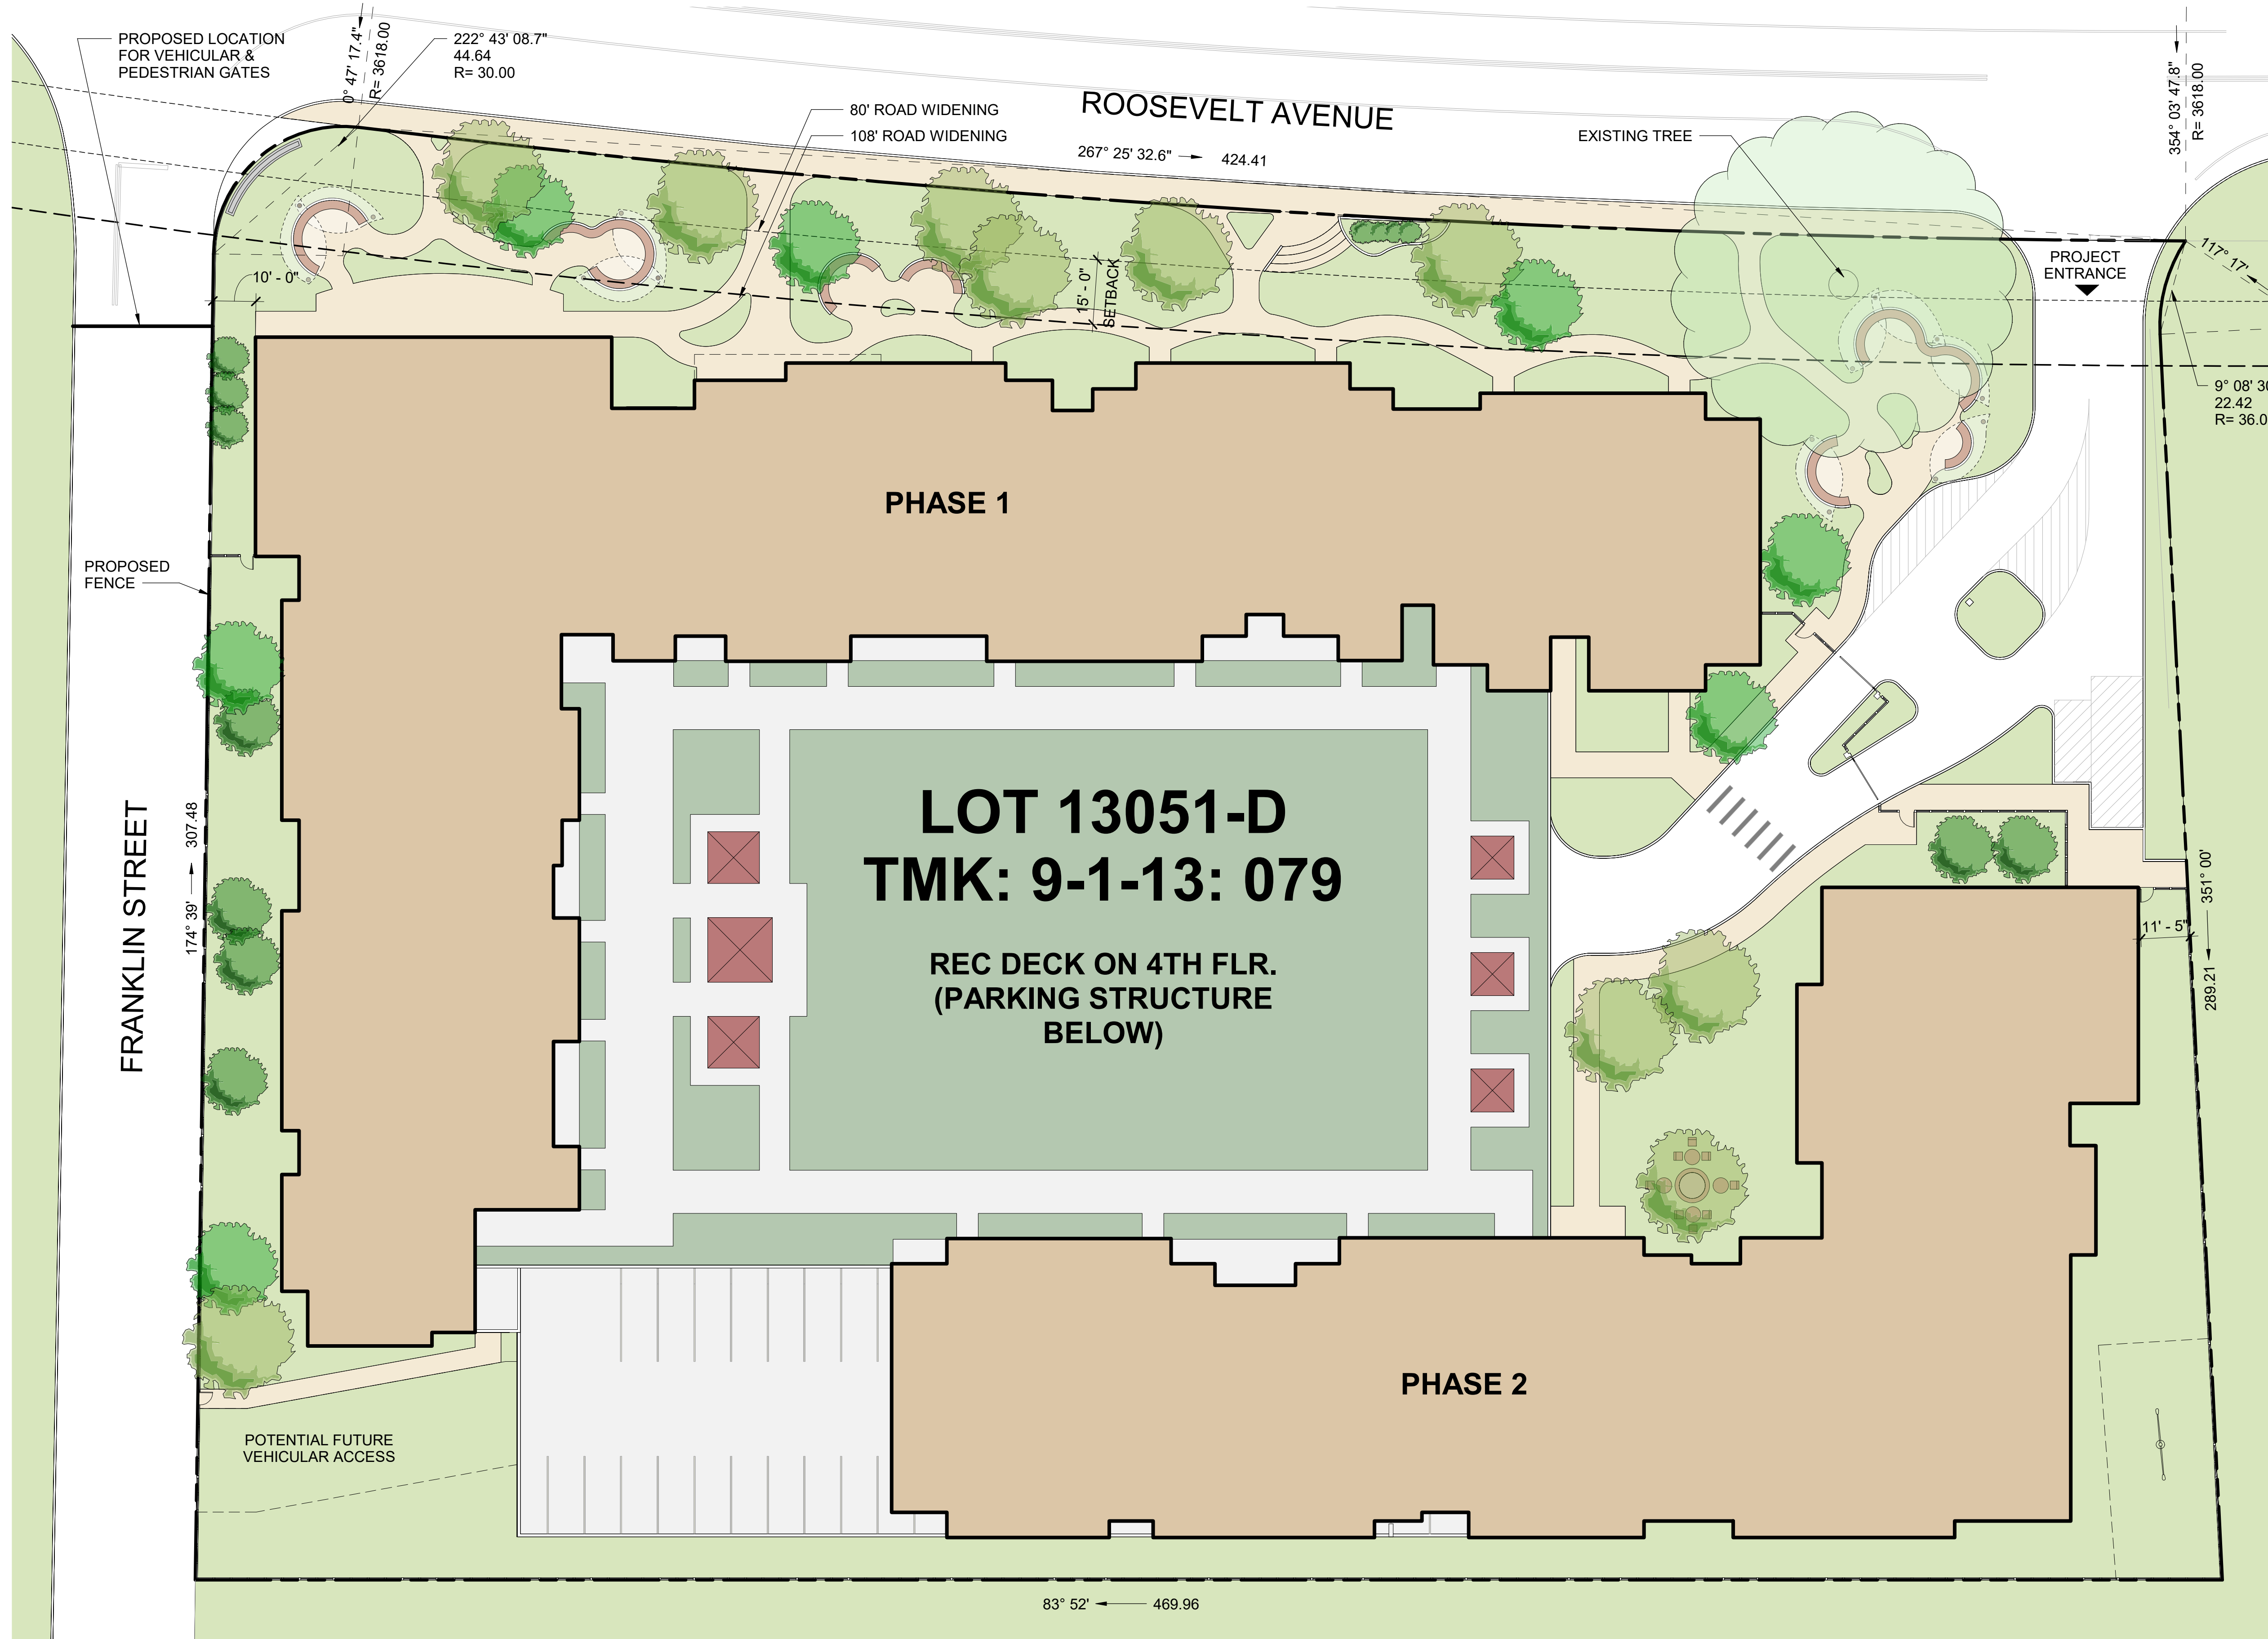 PROPOSED LOCATION
FOR VEHICULAR &
PEDESTRIAN GATES
0° 47' 17.4"
R= 3618.00
222° 43' 08.7"
44.64
R= 30.00
80' ROAD WIDENING
108' ROAD WIDENING
ROOSEVELT AVENUE
267° 25' 32.6"
424.41
EXISTING TREE
354° 03' 47.8"
R= 3618.00
117° 17'
PROJECT
ENTRANCE
10' - 0"
15' - 0"
SETBACK
9° 08' 30
22.42
R= 36.0
PHASE 1
PROPOSED
FENCE
FRANKLIN STREET
174° 39'
307.48
LOT 13051-D
TMK: 9-1-13: 079
REC DECK ON 4TH FLR.
(PARKING STRUCTURE
BELOW)
351° 00'
289.21
11' - 5"
PHASE 2
POTENTIAL FUTURE
VEHICULAR ACCESS
83° 52'
469.96